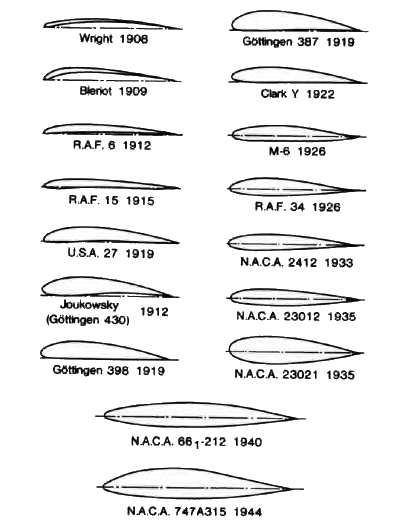 Wright 1908
Bleriot 1909
R.A.F. 6 1912
R.A.F. 15 1915
U.S.A. 27 1919
Joukowsky 1912
(Göttingen 430)
Göttingen 398 1919
Göttingen 387 1919
Clark Y 1922
M-6 1926
R.A.F. 34 1926
N.A.C.A. 2412 1933
N.A.C.A. 23012 1935
N.A.C.A. 23021 1935
N.A.C.A. 66₁-212 1940
N.A.C.A. 747A315 1944